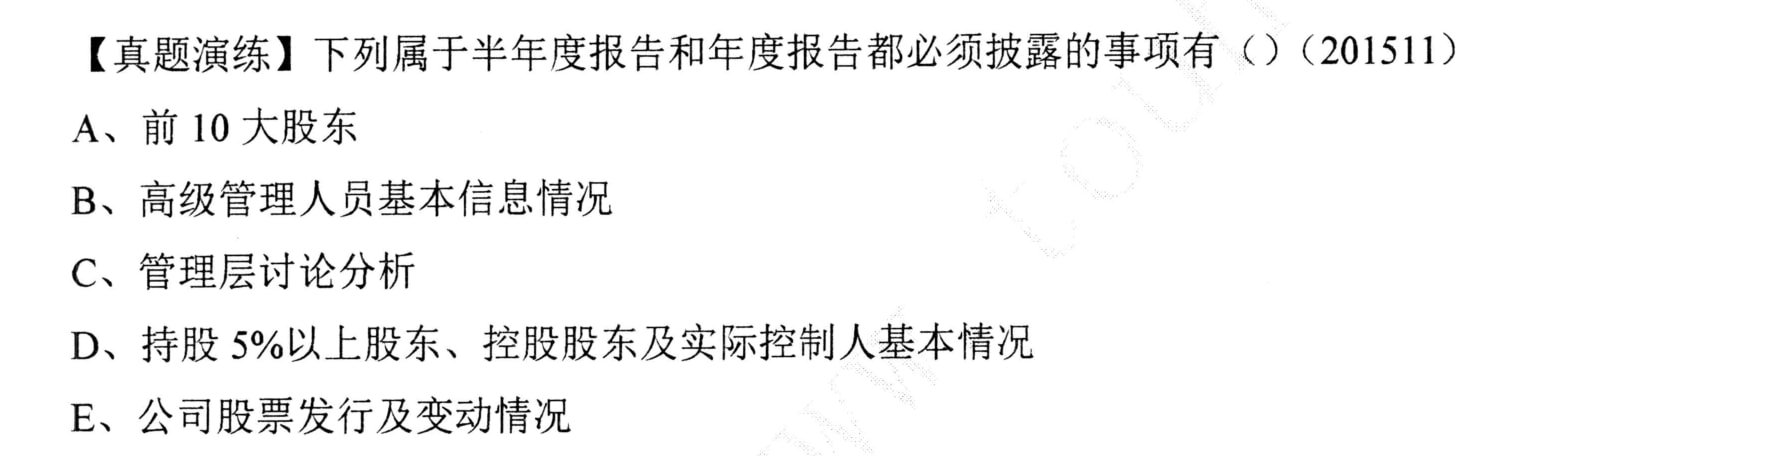 【真题演练】下列属于半年度报告和年度报告都必须披露的事项有（）（201511）
A、前 10 大股东
B、高级管理人员基本信息情况
C、管理层讨论分析
D、持股 5%以上股东、控股股东及实际控制人基本情况
E、公司股票发行及变动情况